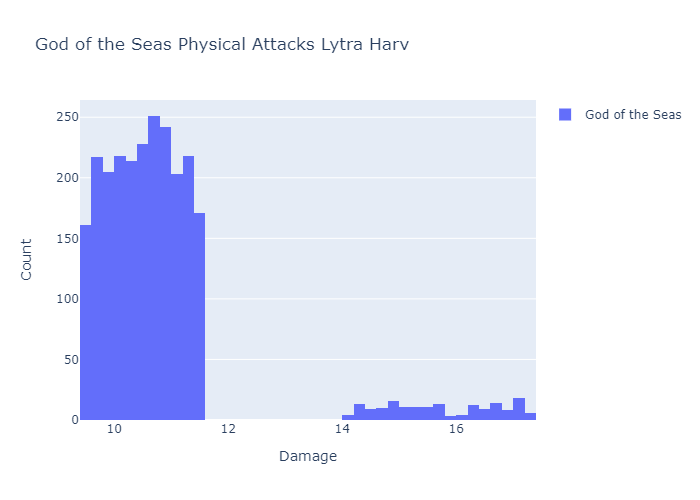 God of the Seas Physical Attacks Lytra Harv
God of the Seas
250
200
150
100
50
0
Count
10 12 14 16
Damage